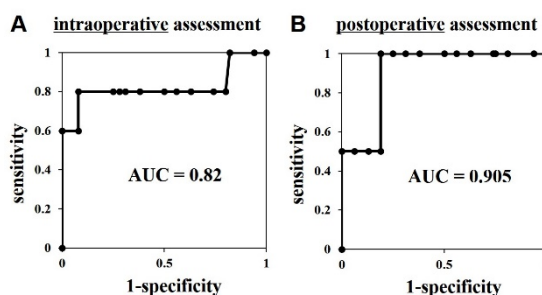 A intraoperative assessment
1
0.8
0.6
0.4
0.2
0
sensitivity
AUC = 0.82
0 0.5 1
1-specificity
B postoperative assessment
1
0.8
0.6
0.4
0.2
0
sensitivity
AUC = 0.905
0 0.5
1-specificity